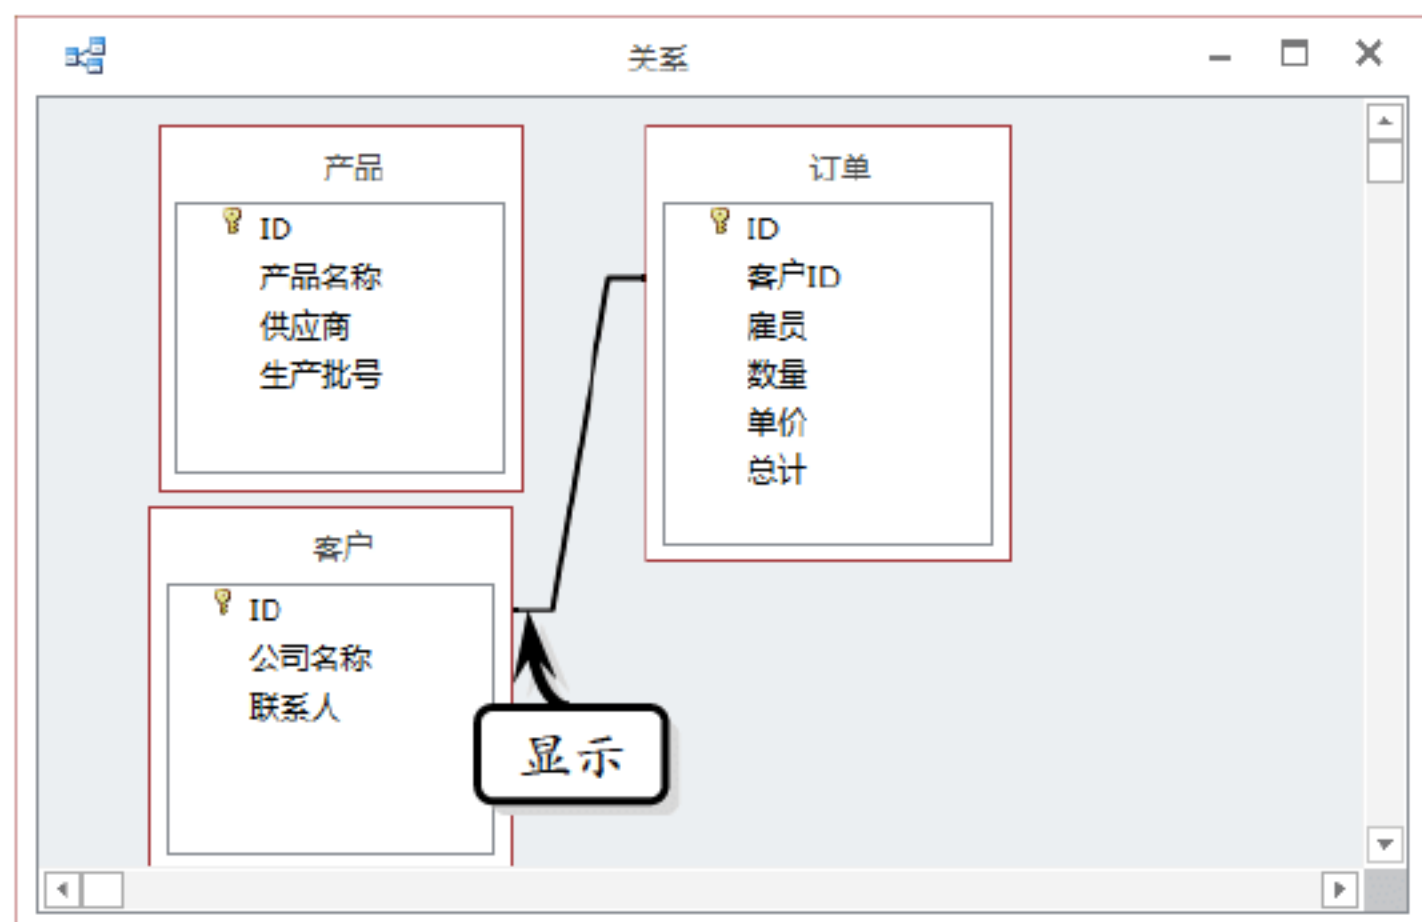 关系
产品
ID
产品名称
供应商
生产批号
订单
ID
客户ID
雇员
数量
单价
总计
客户
ID
公司名称
联系人
显示